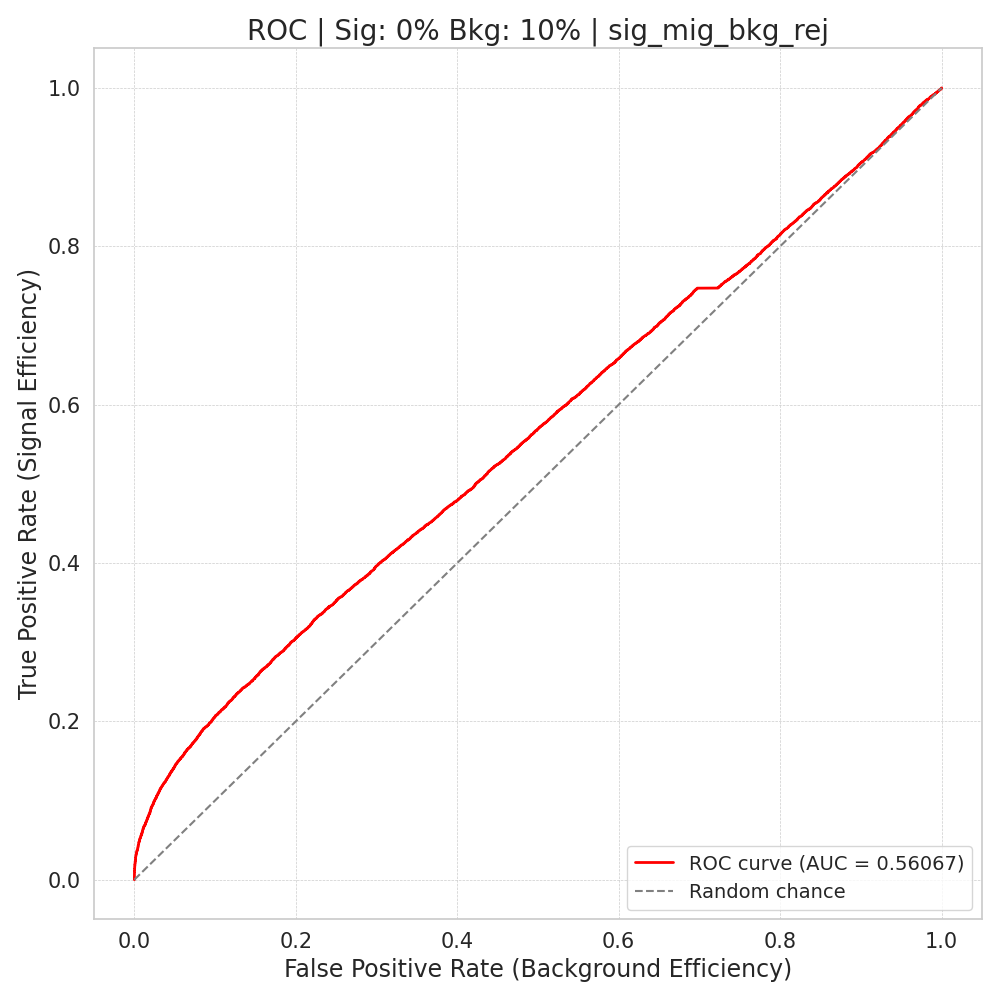 ROC | Sig: 0% Bkg: 10% | sig_mig_bkg_rej
True Positive Rate (Signal Efficiency)
1.0
0.8
0.6
0.4
0.2
0.0
ROC curve (AUC = 0.56067)
Random chance
0.0 0.2 0.4 0.6 0.8 1.0
False Positive Rate (Background Efficiency)